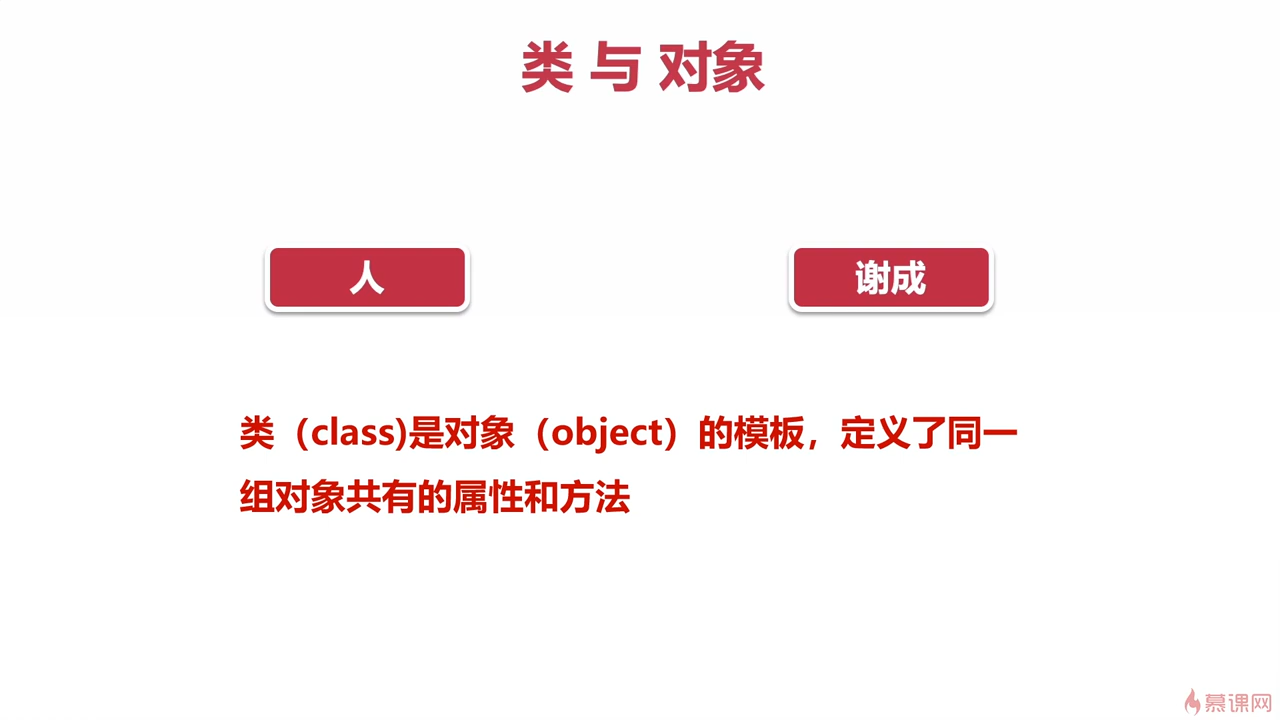 类 与 对象
人
谢成
类（class)是对象（object）的模板，定义了同一
组对象共有的属性和方法
慕课网